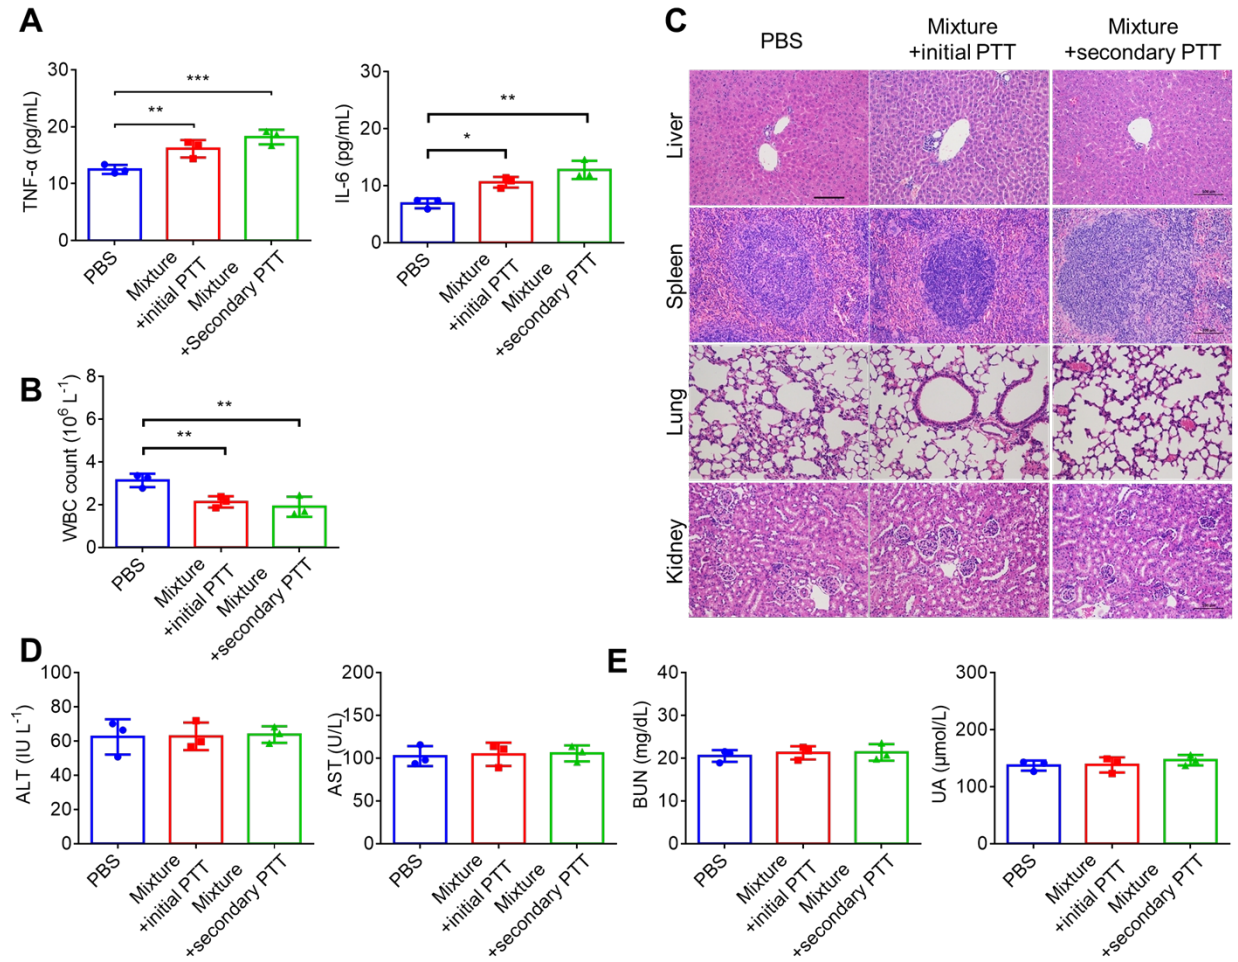 A
TNF-α (pg/mL)
30
20
10
0
***
**
PBS
Mixture
+initial PTT
Mixture
+Secondary PTT
IL-6 (pg/mL)
30
20
10
0
**
*
PBS
Mixture
+initial PTT
Mixture
+secondary PTT
B
WBC count (10⁶ L⁻¹)
8
6
4
2
0
**
**
PBS
Mixture
+initial PTT
Mixture
+secondary PTT
C
PBS
Mixture
+initial PTT
Mixture
+secondary PTT
Liver
Spleen
Lung
Kidney
D
ALT (IU L⁻¹)
100
80
60
40
20
0
PBS
Mixture
+initial PTT
Mixture
+secondary PTT
AST (U/L)
200
150
100
50
0
PBS
Mixture
+initial PTT
Mixture
+secondary PTT
E
BUN (mg/dL)
40
30
20
10
0
PBS
Mixture
+initial PTT
Mixture
+secondary PTT
UA (μmol/L)
300
200
100
0
PBS
Mixture
+initial PTT
Mixture
+secondary PTT